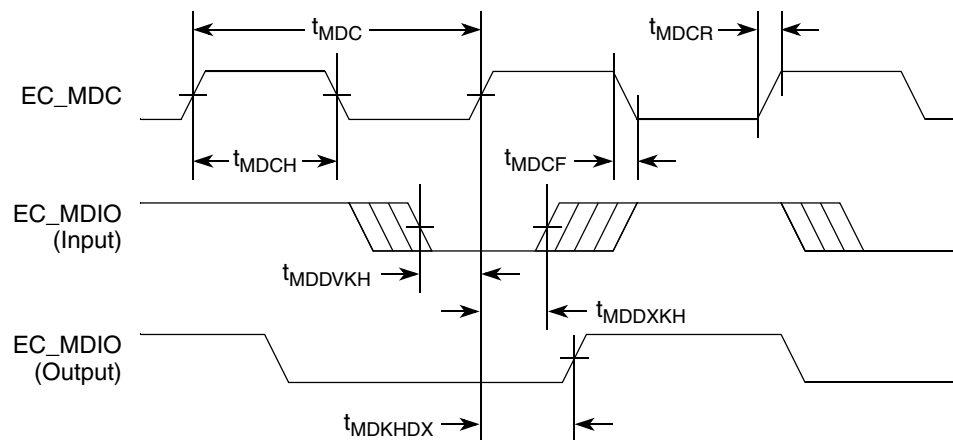 tMDC
tMDCR
EC_MDC
tMDCH
tMDCF
EC_MDIO
(Input)
tMDDVKH
tMDDXKH
EC_MDIO
(Output)
tMDKHDX